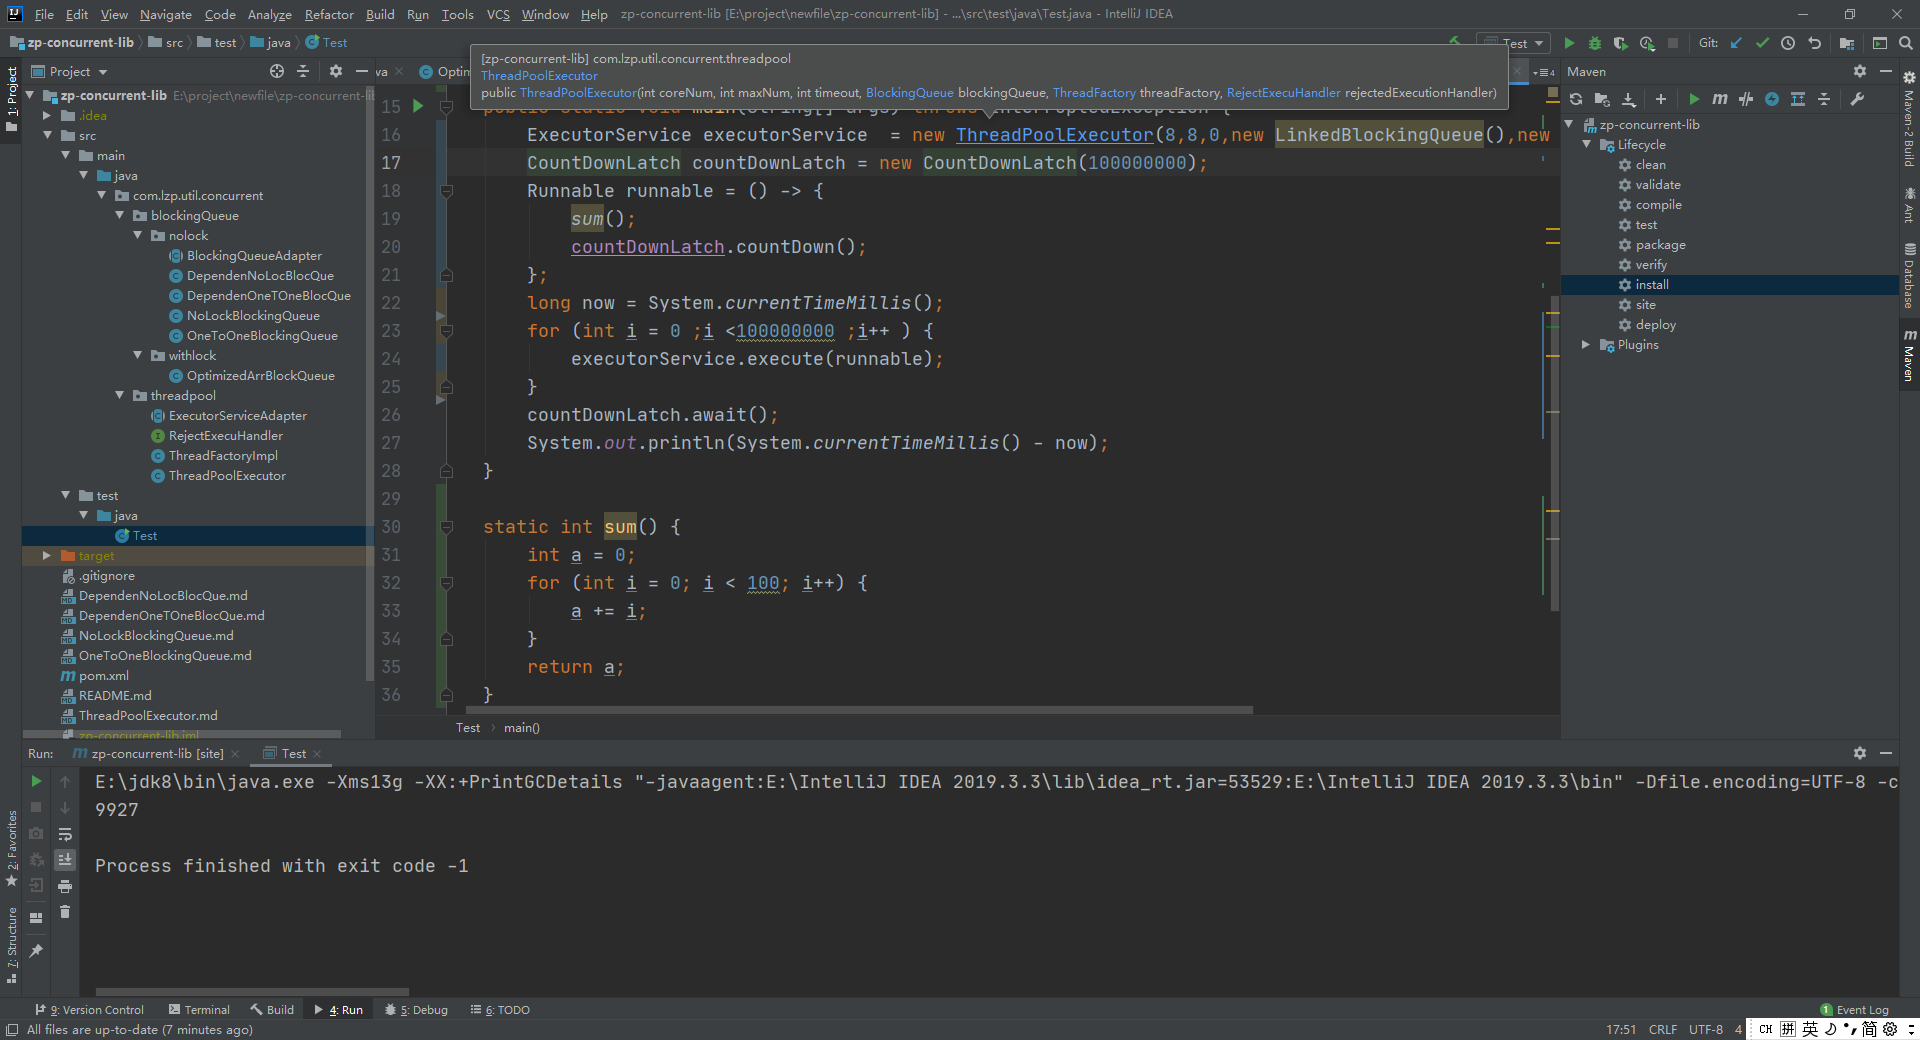 File Edit View Navigate Code Analyze Refactor Build Run Tools VCS Window Help zp-concurrent-lib [E:\project\newfile\zp-concurrent-lib] - ...\src\test\java\Test.java - IntelliJ IDEA
zp-concurrent-lib src test java Test
Test
Git:
Project
va
Optim
4
Maven
[zp-concurrent-lib] com.lzp.util.concurrent.threadpool
ThreadPoolExecutor
public ThreadPoolExecutor(int coreNum, int maxNum, int timeout, BlockingQueue blockingQueue, ThreadFactory threadFactory, RejectExecuHandler rejectedExecutionHandler)
1: Project
zp-concurrent-lib E:\project\newfile\zp-concurrent-lib
.idea
src
main
java
com.lzp.util.concurrent
blockingQueue
nolock
BlockingQueueAdapter
DependenNoLocBlocQue
DependenOneTOneBlocQue
NoLockBlockingQueue
OneToOneBlockingQueue
withlock
OptimizedArrBlockQueue
threadpool
ExecutorServiceAdapter
RejectExecuHandler
ThreadFactoryImpl
ThreadPoolExecutor
test
java
Test
target
.gitignore
DependenNoLocBlocQue.md
DependenOneTOneBlocQue.md
NoLockBlockingQueue.md
OneToOneBlockingQueue.md
pom.xml
README.md
ThreadPoolExecutor.md
zp-concurrent-lib.iml
15 public static void main(String[] args) throws InterruptedException {
16 ExecutorService executorService = new ThreadPoolExecutor(8,8,0,new LinkedBlockingQueue(),new
17 CountDownLatch countDownLatch = new CountDownLatch(100000000);
18 Runnable runnable = () -> {
19 sum();
20 countDownLatch.countDown();
21 };
22 long now = System.currentTimeMillis();
23 for (int i = 0 ;i <100000000 ;i++ ) {
24 executorService.execute(runnable);
25 }
26 countDownLatch.await();
27 System.out.println(System.currentTimeMillis() - now);
28 }
29
30 static int sum() {
31 int a = 0;
32 for (int i = 0; i < 100; i++) {
33 a += i;
34 }
35 return a;
36 }
Test main()
zp-concurrent-lib
Lifecycle
clean
validate
compile
test
package
verify
install
site
deploy
Plugins
Maven-2 Build
Ant
Database
Maven
Run: zp-concurrent-lib [site] Test
E:\jdk8\bin\java.exe -Xms13g -XX:+PrintGCDetails "-javaagent:E:\IntelliJ IDEA 2019.3.3\lib\idea_rt.jar=53529:E:\IntelliJ IDEA 2019.3.3\bin" -Dfile.encoding=UTF-8 -c
9927
Process finished with exit code -1
2: Favorites
7: Structure
9: Version Control Terminal Build 4: Run 5: Debug 6: TODO
1 Event Log
All files are up-to-date (7 minutes ago)
17:51 CRLF UTF-8 4
CH 拼 英 简